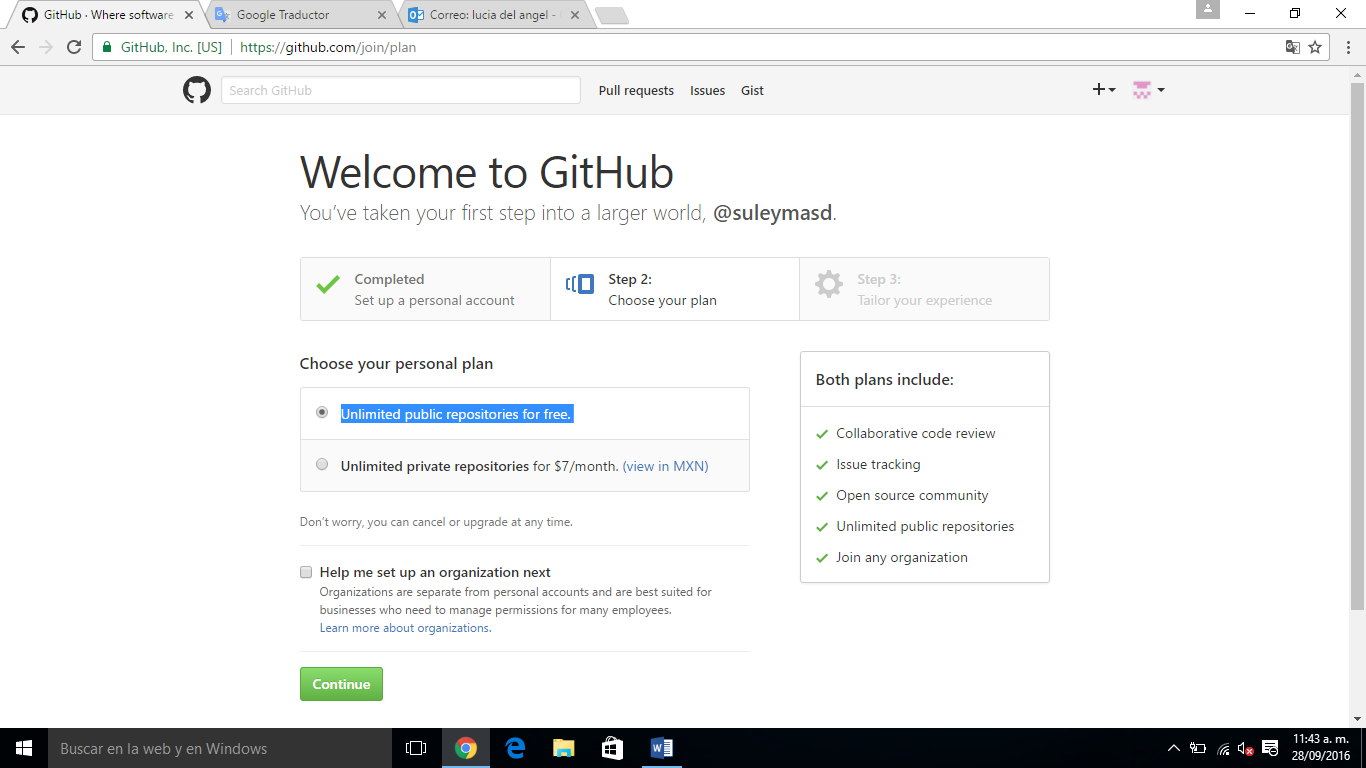 GitHub · Where software
Google Traductor
Correo: lucia del angel -
GitHub, Inc. [US]
https://github.com/join/plan
Search GitHub
Pull requests
Issues
Gist
Welcome to GitHub
You've taken your first step into a larger world, @suleymasd.
Completed
Set up a personal account
Step 2:
Choose your plan
Step 3:
Tailor your experience
Choose your personal plan
Unlimited public repositories for free.
Unlimited private repositories for $7/month. (view in MXN)
Don't worry, you can cancel or upgrade at any time.
Help me set up an organization next
Organizations are separate from personal accounts and are best suited for
businesses who need to manage permissions for many employees.
Learn more about organizations.
Continue
Both plans include:
Collaborative code review
Issue tracking
Open source community
Unlimited public repositories
Join any organization
Buscar en la web y en Windows
11:43 a. m.
28/09/2016